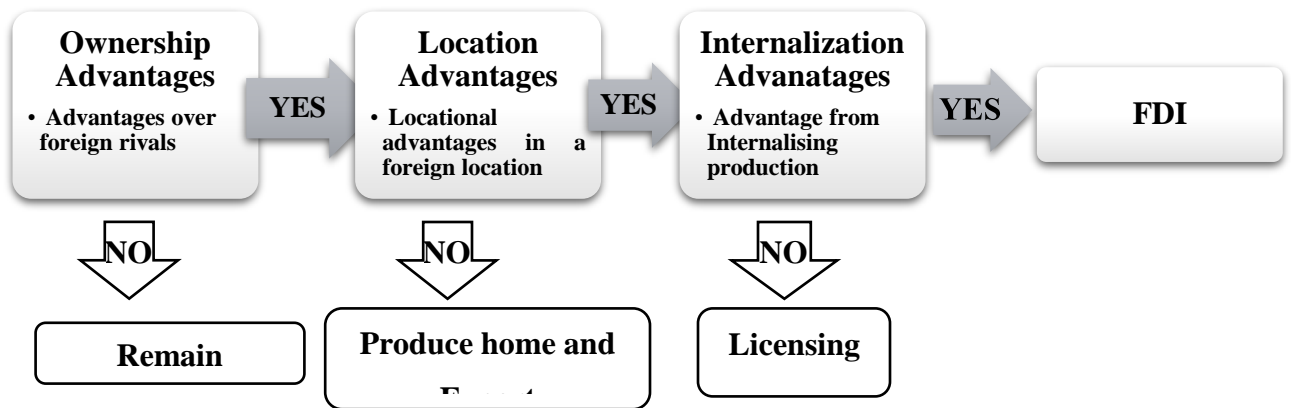 Ownership
Advantages
• Advantages over
foreign rivals
YES
Location
Advantages
• Locational
advantages in a
foreign location
YES
Internalization
Advanatages
• Advantage from
Internalising
production
YES
FDI
NO
NO
NO
Remain
Produce home and
Licensing